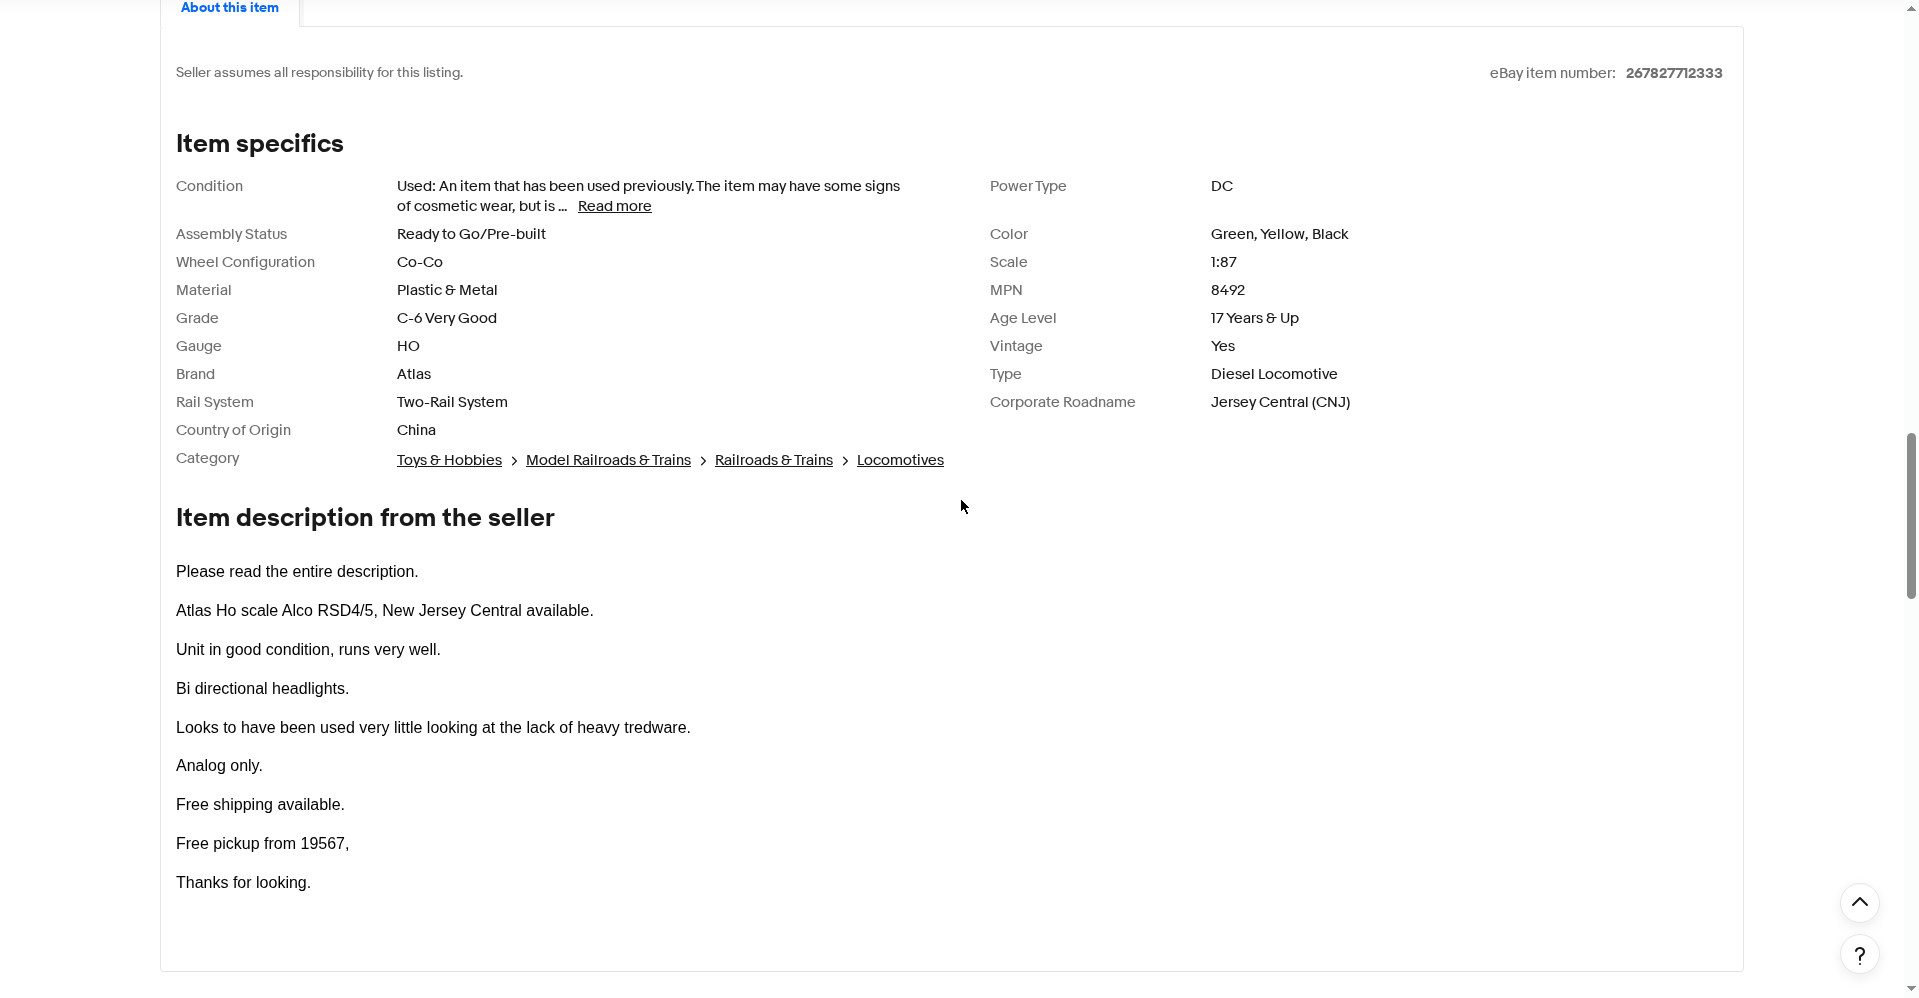 About this item
Seller assumes all responsibility for this listing.
eBay item number: 267827712333
Item specifics
Condition
Used: An item that has been used previously. The item may have some signs
of cosmetic wear, but is ... Read more
Power Type
DC
Assembly Status
Ready to Go/Pre-built
Color
Green, Yellow, Black
Wheel Configuration
Co-Co
Scale
1:87
Material
Plastic & Metal
MPN
8492
Grade
C-6 Very Good
Age Level
17 Years & Up
Gauge
HO
Vintage
Yes
Brand
Atlas
Type
Diesel Locomotive
Rail System
Two-Rail System
Corporate Roadname
Jersey Central (CNJ)
Country of Origin
China
Category
Toys & Hobbies > Model Railroads & Trains > Railroads & Trains > Locomotives
Item description from the seller
Please read the entire description.
Atlas Ho scale Alco RSD4/5, New Jersey Central available.
Unit in good condition, runs very well.
Bi directional headlights.
Looks to have been used very little looking at the lack of heavy tredware.
Analog only.
Free shipping available.
Free pickup from 19567,
Thanks for looking.
?